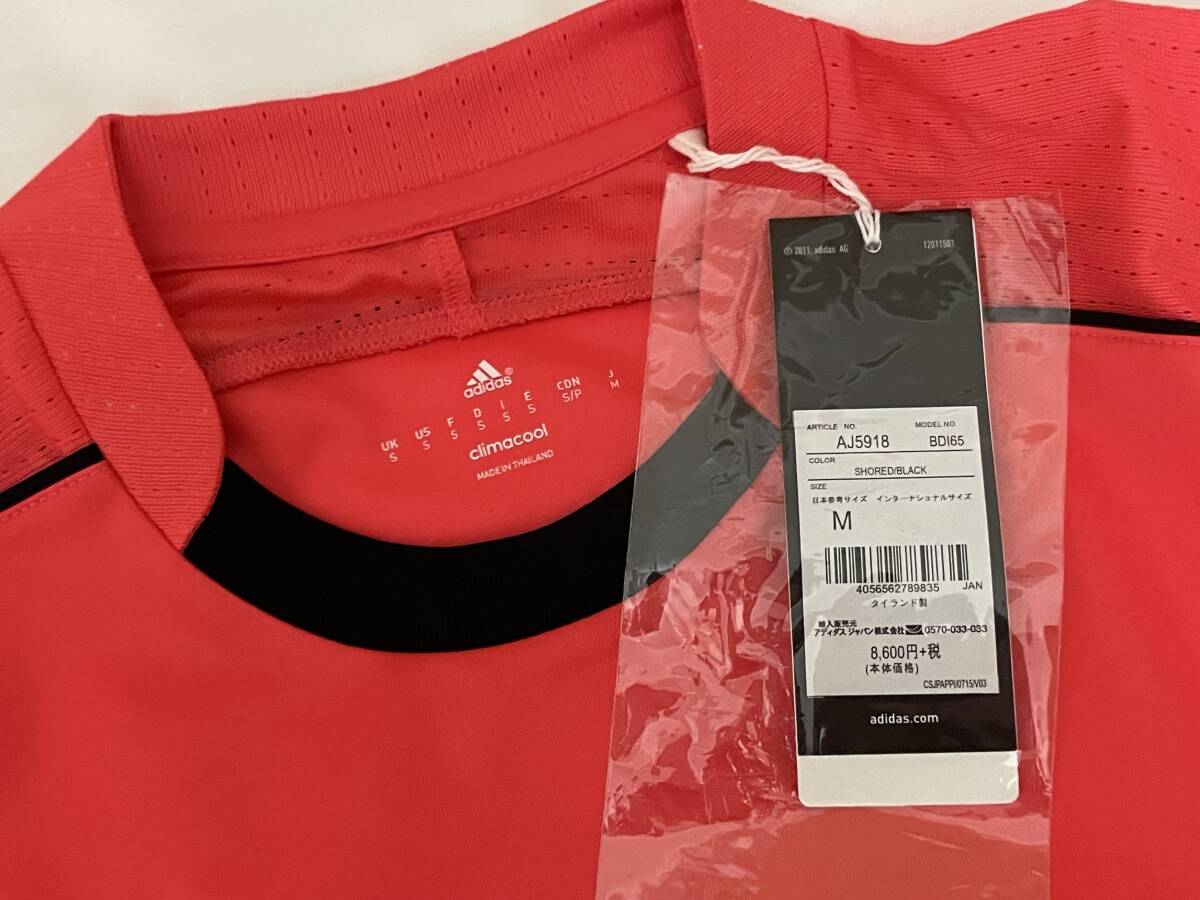 adidas®
UK US F D I E CDN J
S S S S S S S/P M
climacool
MADE IN THAILAND
© 2011, adidas AG 12011501
ARTICLE NO. MODEL NO.
AJ5918 BDI65
COLOR
SHORED/BLACK
SIZE
日本参考サイズ インターナショナルサイズ
M
4056562789835 JAN
タイランド製
輸入販売元
アディダス ジャパン株式会社 0570-033-033
8,600円+税
(本体価格)
CSJPAPPI/0715/V03
adidas.com